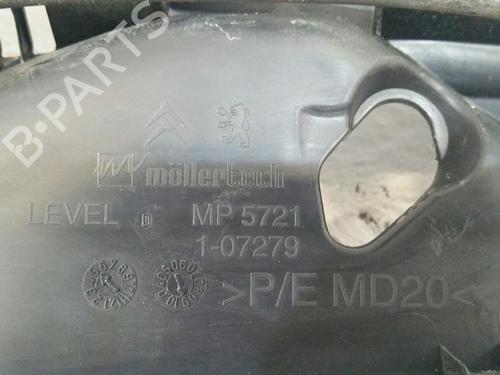 B-PARTS
möllertech
LEVEL D MP 5721
1-07279
>P/E MD20<